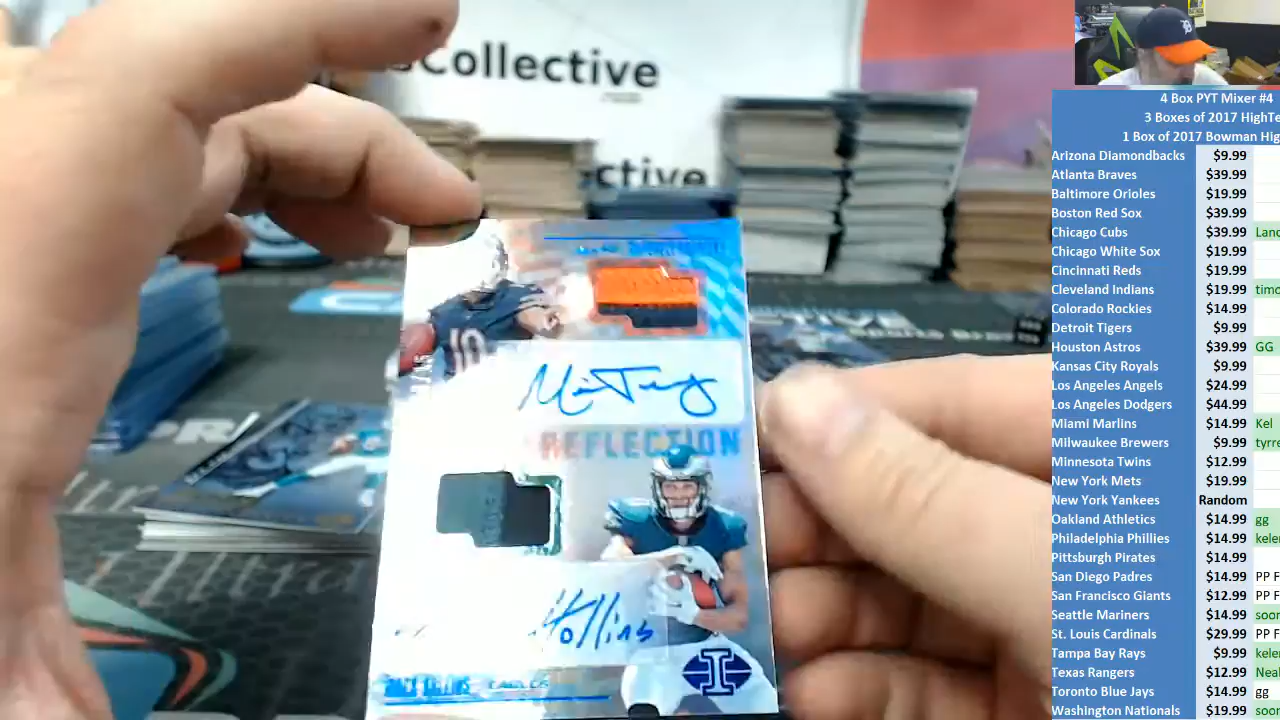 Collective
ctive
10
REFLECTION
Hollins
EAGLES
4 Box PYT Mixer #4
3 Boxes of 2017 HighTe
1 Box of 2017 Bowman Hig
Arizona Diamondbacks $9.99
Atlanta Braves $39.99
Baltimore Orioles $19.99
Boston Red Sox $39.99
Chicago Cubs $39.99 Land
Chicago White Sox $19.99
Cincinnati Reds $19.99
Cleveland Indians $19.99 timo
Colorado Rockies $14.99
Detroit Tigers $9.99
Houston Astros $39.99 GG
Kansas City Royals $9.99
Los Angeles Angels $24.99
Los Angeles Dodgers $44.99
Miami Marlins $14.99 Kel
Milwaukee Brewers $9.99 tyrre
Minnesota Twins $12.99
New York Mets $19.99
New York Yankees Random
Oakland Athletics $14.99 gg
Philadelphia Phillies $14.99 keler
Pittsburgh Pirates $14.99
San Diego Padres $14.99 PP F
San Francisco Giants $12.99 PP F
Seattle Mariners $14.99 soor
St. Louis Cardinals $29.99 PP F
Tampa Bay Rays $9.99 keler
Texas Rangers $12.99 Neal
Toronto Blue Jays $14.99 gg
Washington Nationals $19.99 soor